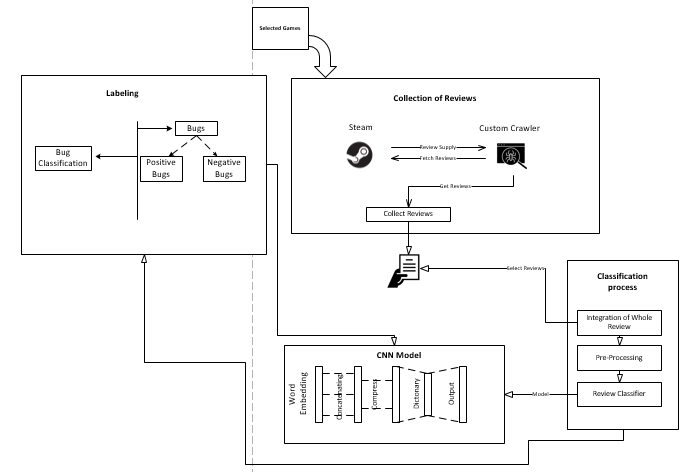 Selected Games
Labeling
Bugs
Bug
Classification
Positive
Bugs
Negative
Bugs
Collection of Reviews
Steam
Custom Crawler
Review Supply
Fetch Reviews
Get Reviews
Collect Reviews
Select Reviews
Classification
process
Integration of Whole
Review
Pre-Processing
Review Classifier
Model
CNN Model
Word
Embedding
Concatenating
Compress
Dictonary
Output